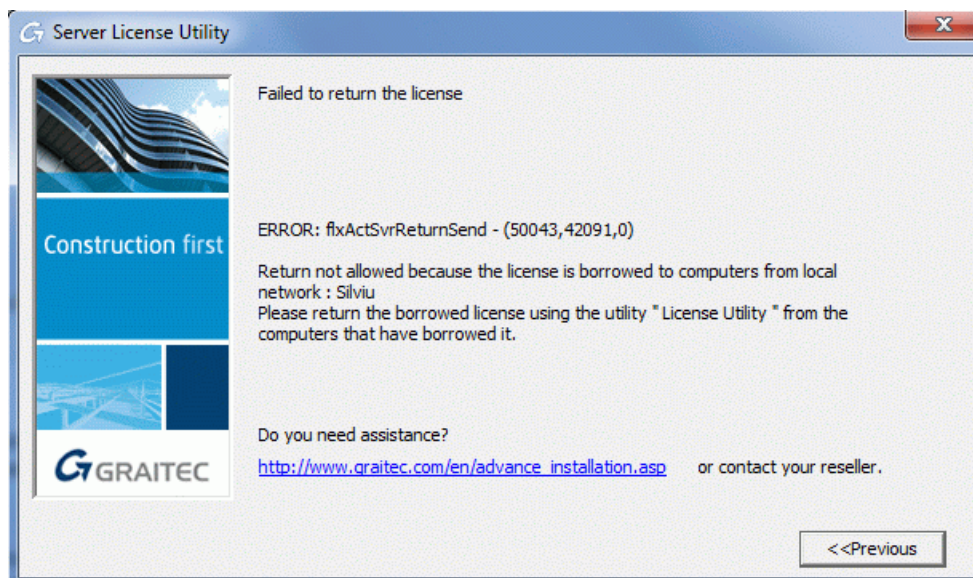 Server License Utility
Failed to return the license
Construction first
ERROR: flxActSvrReturnSend - (50043,42091,0)
Return not allowed because the license is borrowed to computers from local
network : Silviu
Please return the borrowed license using the utility " License Utility " from the
computers that have borrowed it.
Do you need assistance?
http://www.graitec.com/en/advance_installation.asp or contact your reseller.
GRAITEC
<<Previous